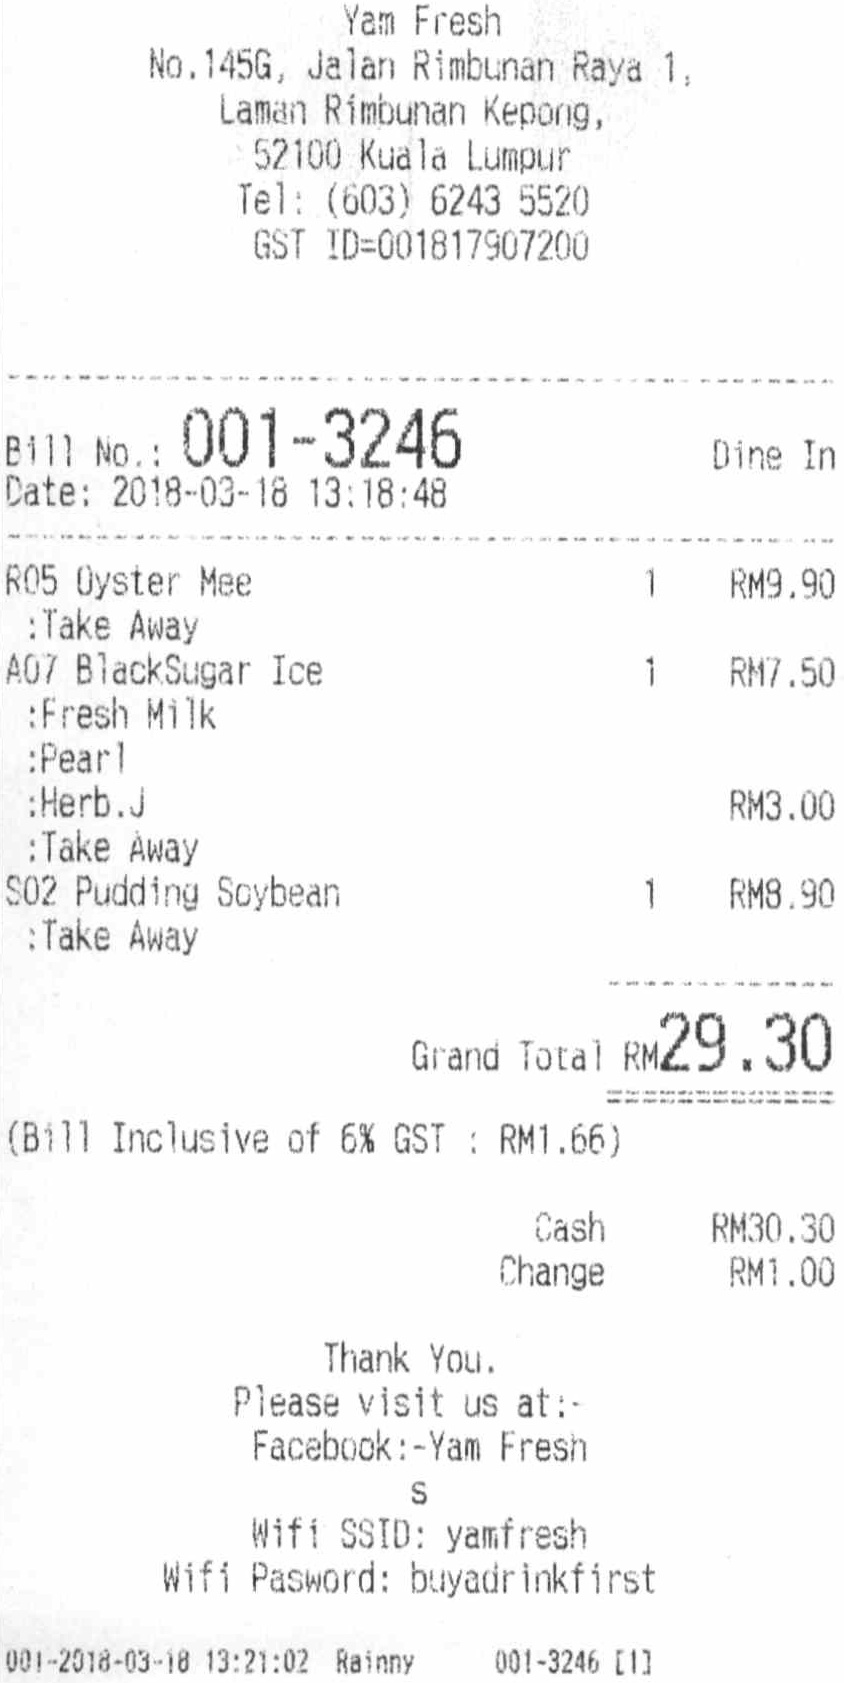 Yam Fresh
No.145G, Jalan Rimbunan Raya 1,
Laman Rimbunan Kepong,
52100 Kuala Lumpur
Tel: (603) 6243 5520
GST ID=001817907200
Bill No.: 001-3246 Dine In
Date: 2018-03-18 13:18:48
R05 Oyster Mee 1 RM9.90
:Take Away
A07 BlackSugar Ice 1 RM7.50
:Fresh Milk
:Pearl
:Herb.J RM3.00
:Take Away
S02 Pudding Soybean 1 RM8.90
:Take Away
Grand Total RM29.30
(Bill Inclusive of 6% GST : RM1.66)
Cash RM30.30
Change RM1.00
Thank You.
Please visit us at:-
Facebook:-Yam Fresh
S
Wifi SSID: yamfresh
Wifi Pasword: buyadrinkfirst
001-2018-03-18 13:21:02 Rainny 001-3246 [1]